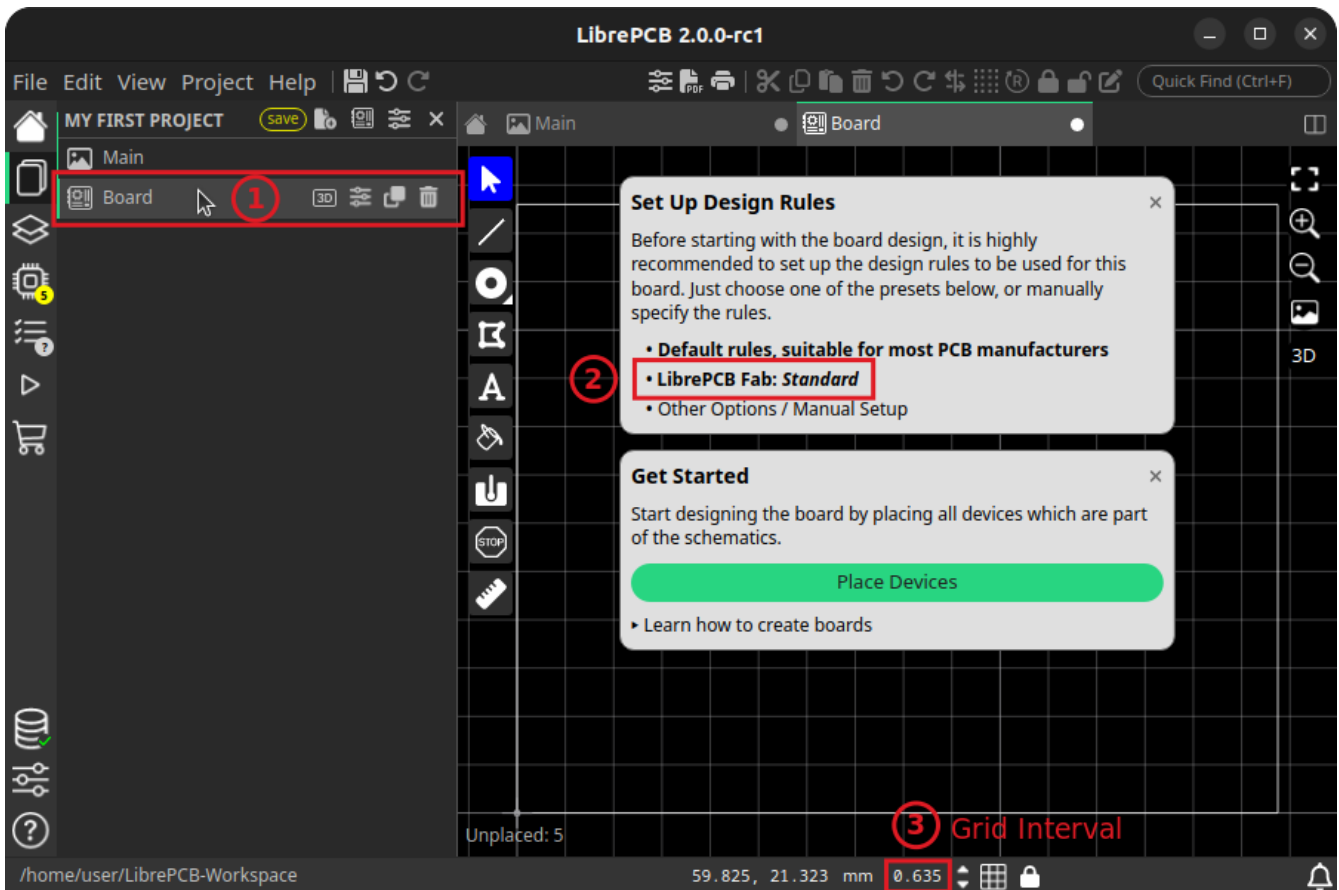 LibrePCB 2.0.0-rc1
File Edit View Project Help
PDF
R
Quick Find (Ctrl+F)
MY FIRST PROJECT save
Main
Board
Main
Board 1 3D
Set Up Design Rules
Before starting with the board design, it is highly
recommended to set up the design rules to be used for this
board. Just choose one of the presets below, or manually
specify the rules.
• Default rules, suitable for most PCB manufacturers
2 • LibrePCB Fab: Standard
• Other Options / Manual Setup
3D
5
?
A
Get Started
Start designing the board by placing all devices which are part
of the schematics.
STOP
Place Devices
Learn how to create boards
?
Unplaced: 5
3 Grid Interval
/home/user/LibrePCB-Workspace
59.825, 21.323 mm 0.635